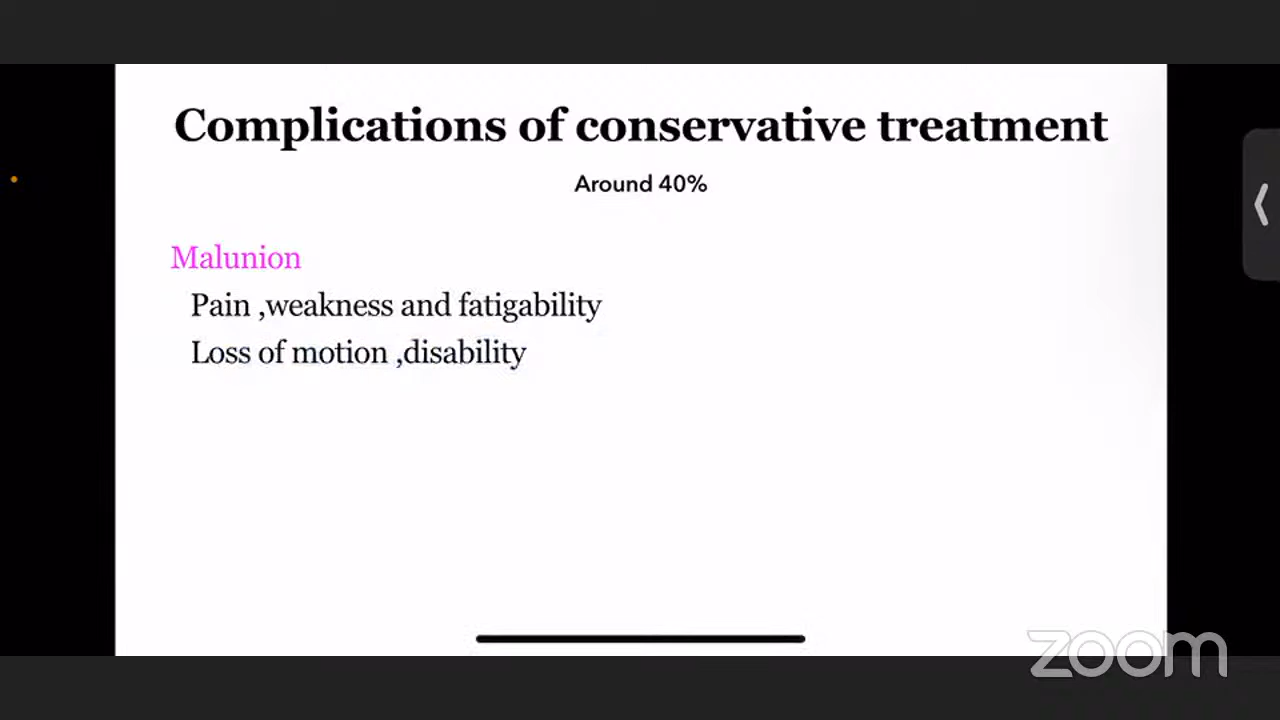 Complications of conservative treatment
Around 40%
Malunion
Pain ,weakness and fatigability
Loss of motion ,disability
zoom